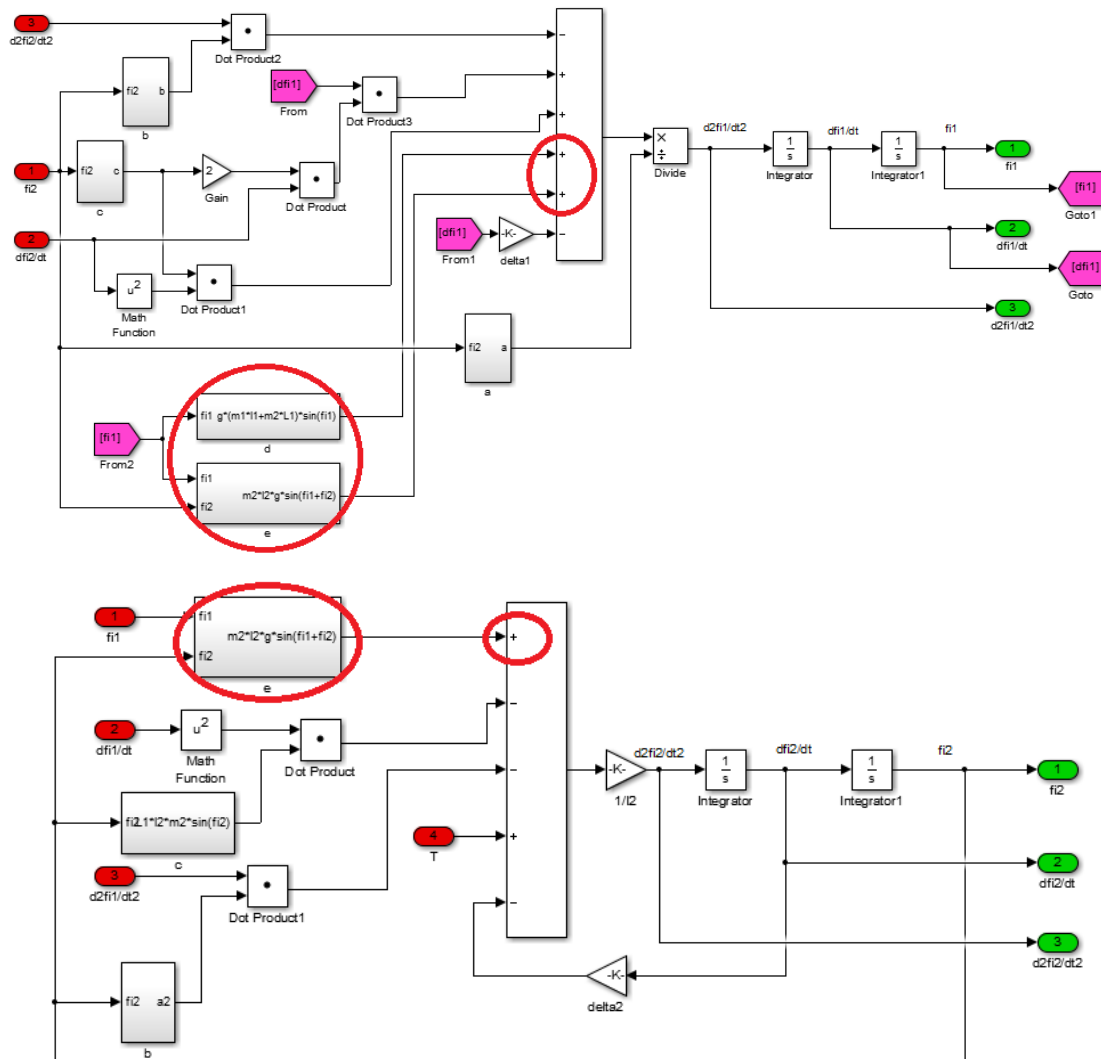 3
d2fi2/dt2
Dot Product2
fi2 b
b
[dfi1]
From
Dot Product3
1
fi2
fi2 c
c
2
Gain
Dot Product
2
dfi2/dt
u²
Math
Function
Dot Product1
[dfi1]
From1
-K-
delta1
−
+
+
+
+
−
×
÷
Divide
d2fi1/dt2
1
s
Integrator
dfi1/dt
1
s
Integrator1
fi1
1
fi1
[fi1]
Goto1
2
dfi1/dt
[dfi1]
Goto
3
d2fi1/dt2
fi2 a
a
[fi1]
From2
fi1 g*(m1*l1+m2*L1)*sin(fi1)
d
fi1
m2*l2*g*sin(fi1+fi2)
fi2
e
1
fi1
fi1
m2*l2*g*sin(fi1+fi2)
fi2
e
2
dfi1/dt
u²
Math
Function
Dot Product
fi2L1*l2*m2*sin(fi2)
c
3
d2fi1/dt2
Dot Product1
fi2 a2
b
4
T
+
−
−
+
−
-K-
1/I2
d2fi2/dt2
1
s
Integrator
dfi2/dt
1
s
Integrator1
fi2
1
fi2
2
dfi2/dt
3
d2fi2/dt2
-K-
delta2